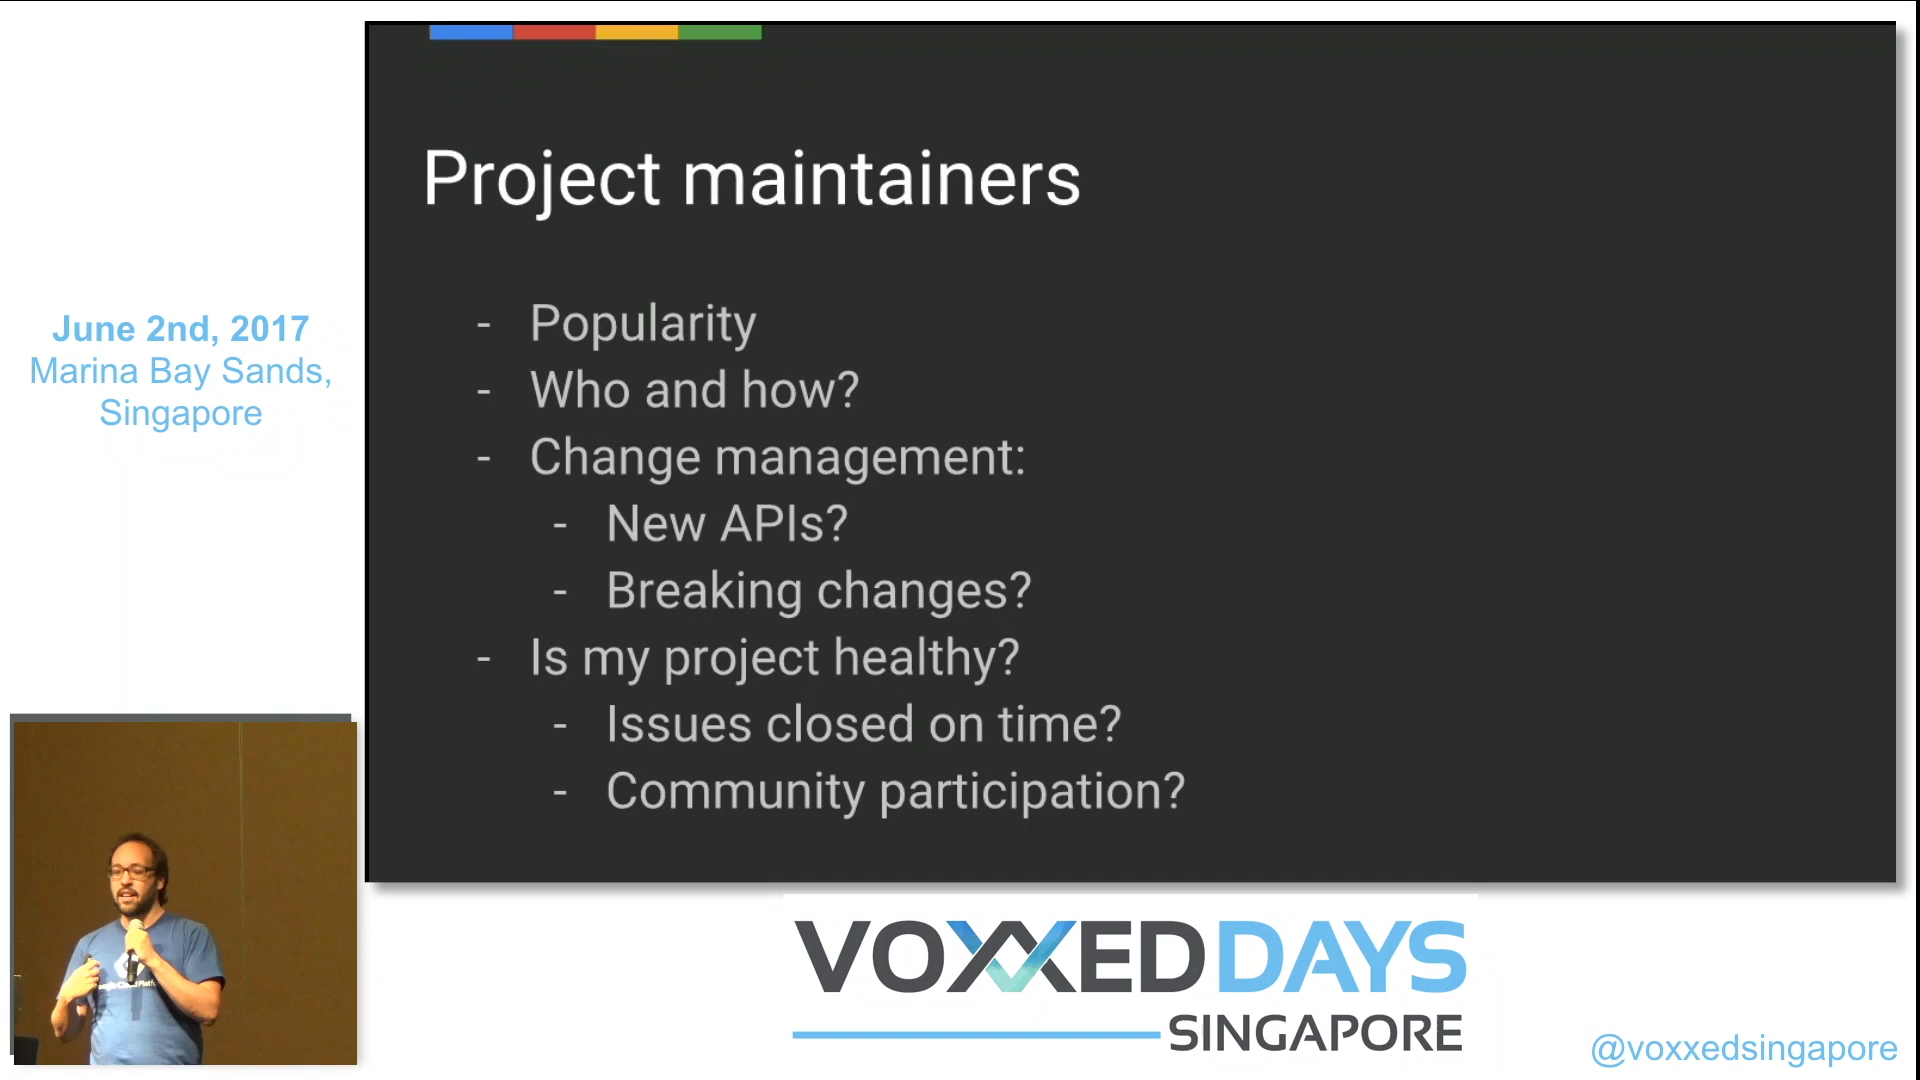 Project maintainers
- Popularity
- Who and how?
- Change management:
- New APIs?
- Breaking changes?
- Is my project healthy?
- Issues closed on time?
- Community participation?
June 2nd, 2017
Marina Bay Sands,
Singapore
VOXXED DAYS
SINGAPORE
@voxxedsingapore